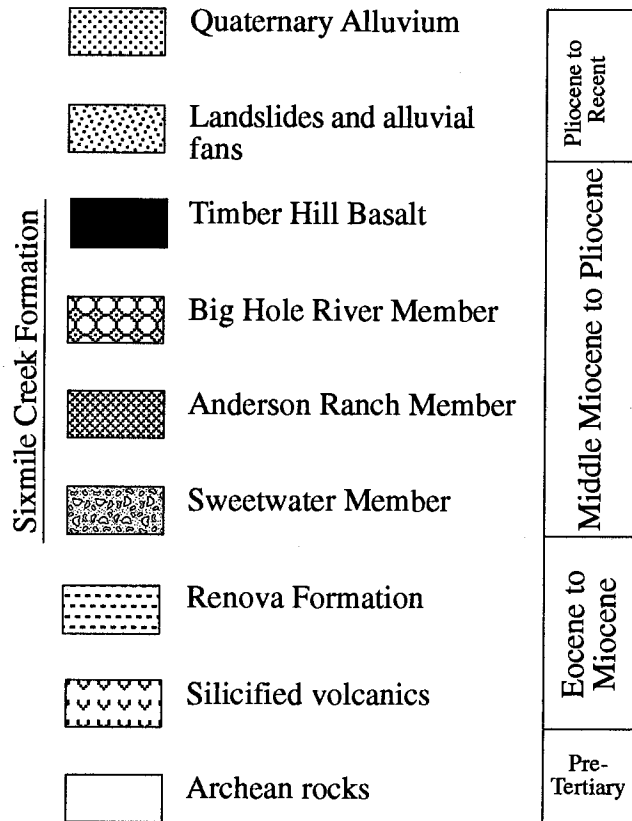 Quaternary Alluvium
Landslides and alluvial
fans
Timber Hill Basalt
Big Hole River Member
Anderson Ranch Member
Sweetwater Member
Renova Formation
Silicified volcanics
Archean rocks
Sixmile Creek Formation
Pliocene to
Recent
Middle Miocene to Pliocene
Eocene to
Miocene
Pre-
Tertiary